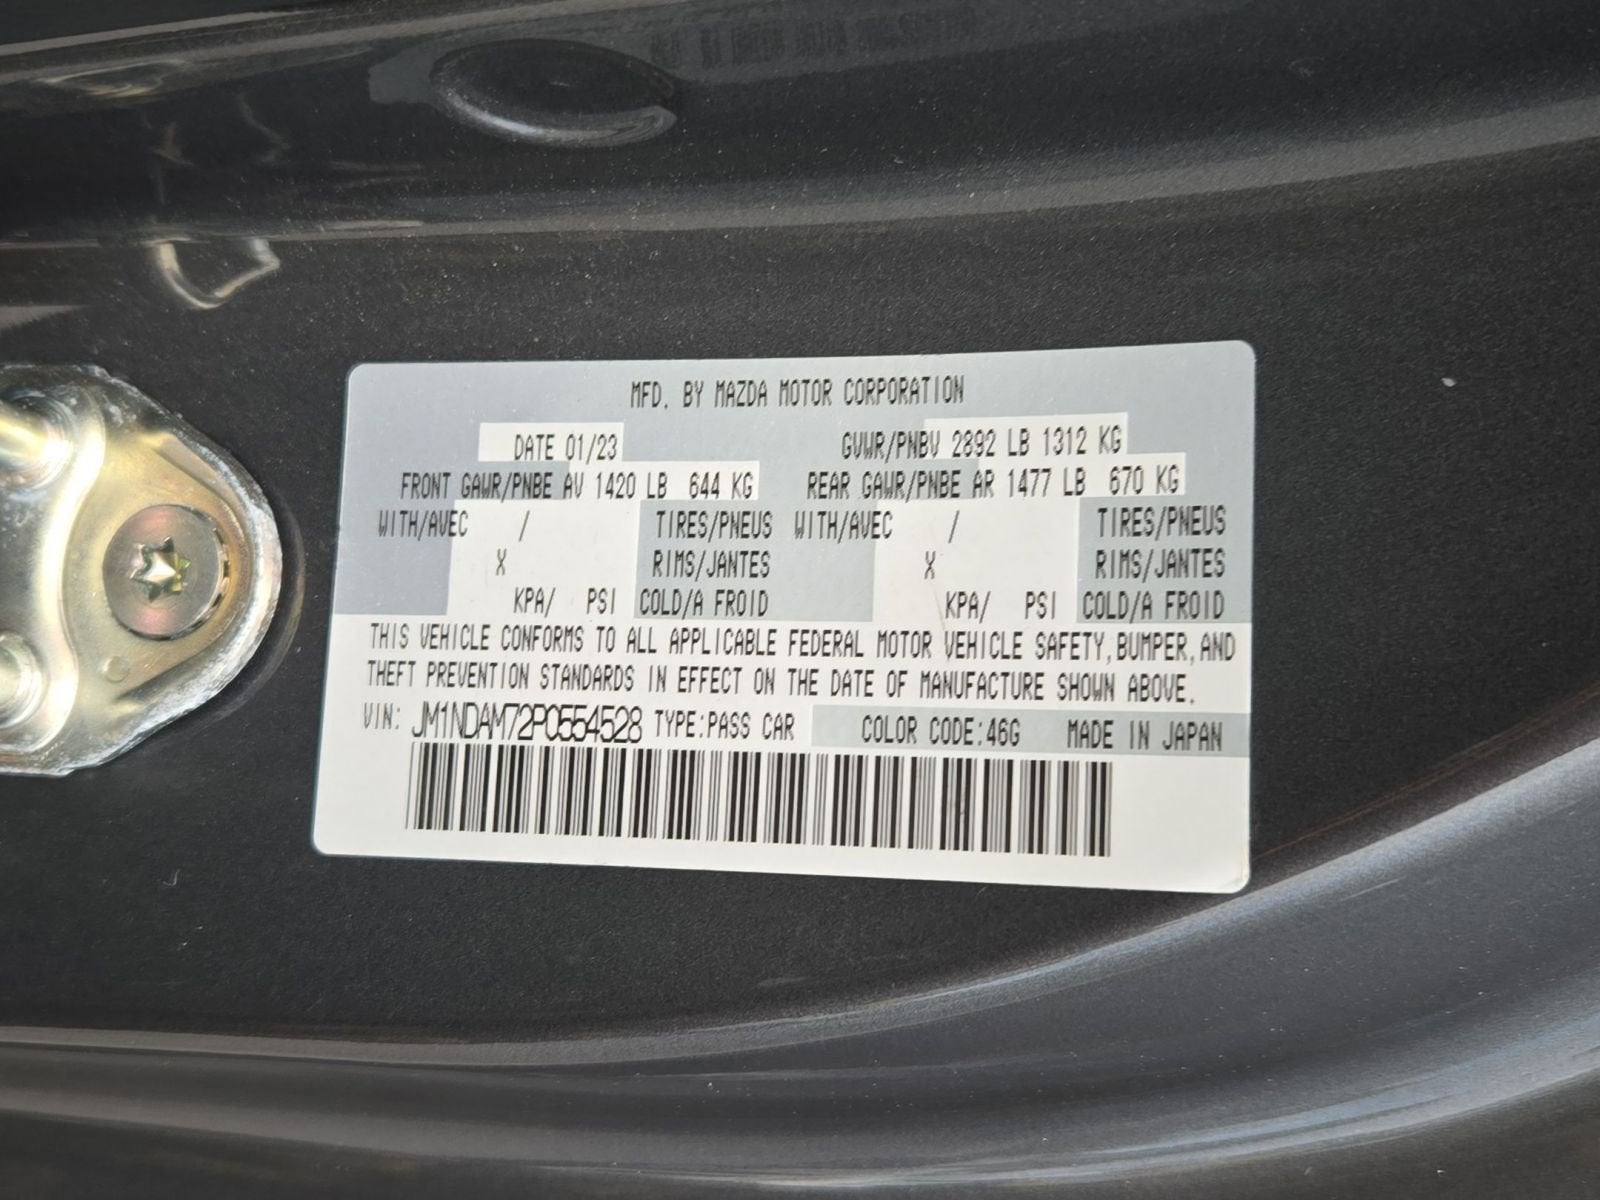 MFD. BY MAZDA MOTOR CORPORATION
DATE 01/23 GVWR/PNBV 2892 LB 1312 KG
FRONT GAWR/PNBE AV 1420 LB 644 KG REAR GAWR/PNBE AR 1477 LB 670 KG
WITH/AVEC / TIRES/PNEUS WITH/AVEC / TIRES/PNEUS
X RIMS/JANTES X RIMS/JANTES
KPA/ PSI COLD/A FROID KPA/ PSI COLD/A FROID
THIS VEHICLE CONFORMS TO ALL APPLICABLE FEDERAL MOTOR VEHICLE SAFETY, BUMPER, AND
THEFT PREVENTION STANDARDS IN EFFECT ON THE DATE OF MANUFACTURE SHOWN ABOVE.
VIN: JM1NDAM72P0554528 TYPE:PASS CAR COLOR CODE:46G MADE IN JAPAN